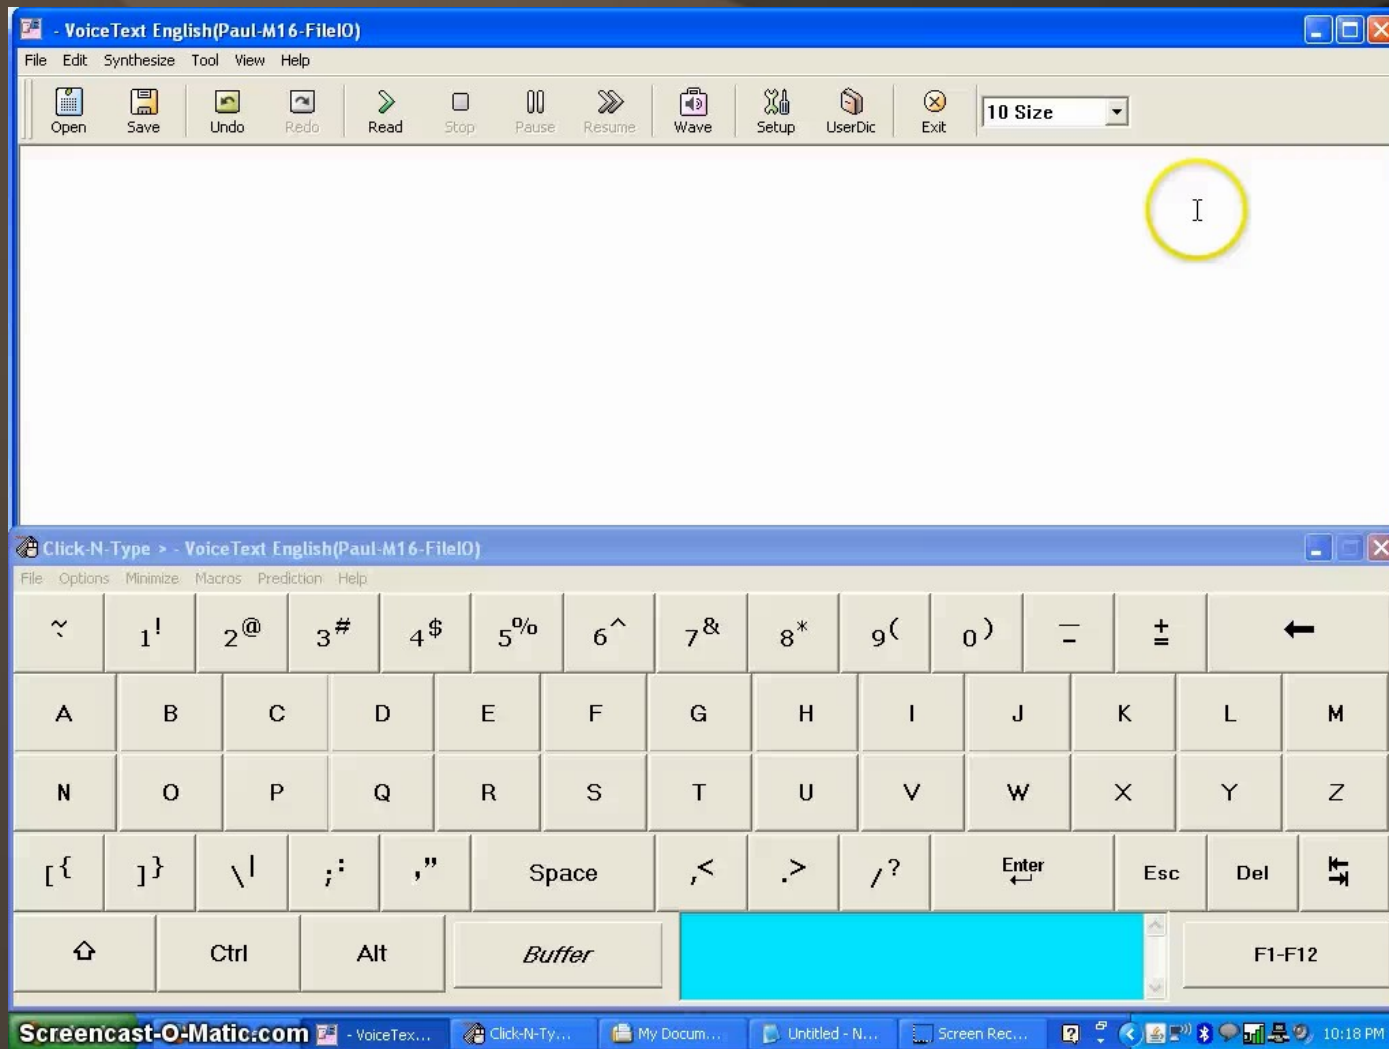 - VoiceText English(Paul-M16-FileIO)
File Edit Synthesize Tool View Help
Open Save Undo Redo Read Stop Pause Resume Wave Setup UserDic Exit 10 Size
Click-N-Type > - VoiceText English(Paul-M16-FileIO)
File Options Minimize Macros Prediction Help
~ ` 1 ! 2 @ 3 # 4 $ 5 % 6 ^ 7 & 8 * 9 ( 0 ) _ - + = ←
A B C D E F G H I J K L M
N O P Q R S T U V W X Y Z
[ { ] } \ | ; : , " Space , < . > / ? Enter Esc Del
Ctrl Alt Buffer F1-F12
Screencast-O-Matic.com - VoiceTex... Click-N-Ty... My Docum... Untitled - N... Screen Rec... 10:18 PM